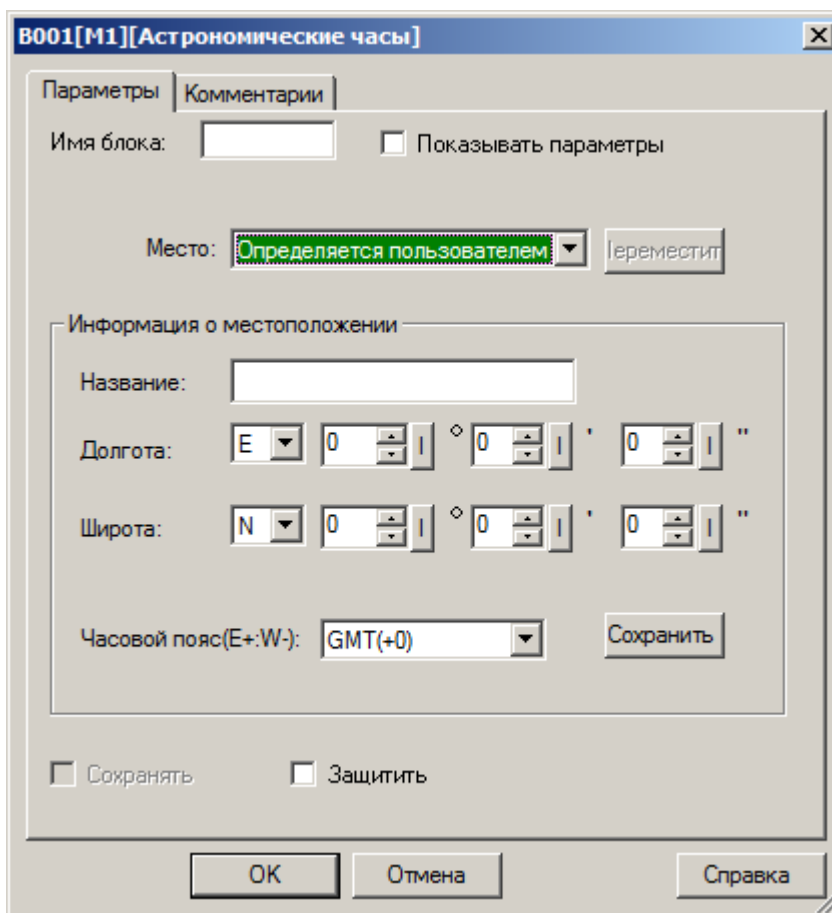 B001[M1][Астрономические часы]
Параметры Комментарии
Имя блока: Показывать параметры
Место: Определяется пользователем Переместит
Информация о местоположении
Название:
Долгота: E 0 ° 0 ' 0 "
Широта: N 0 ° 0 ' 0 "
Часовой пояс(E+:W-): GMT(+0) Сохранить
Сохранять Защитить
OK Отмена Справка